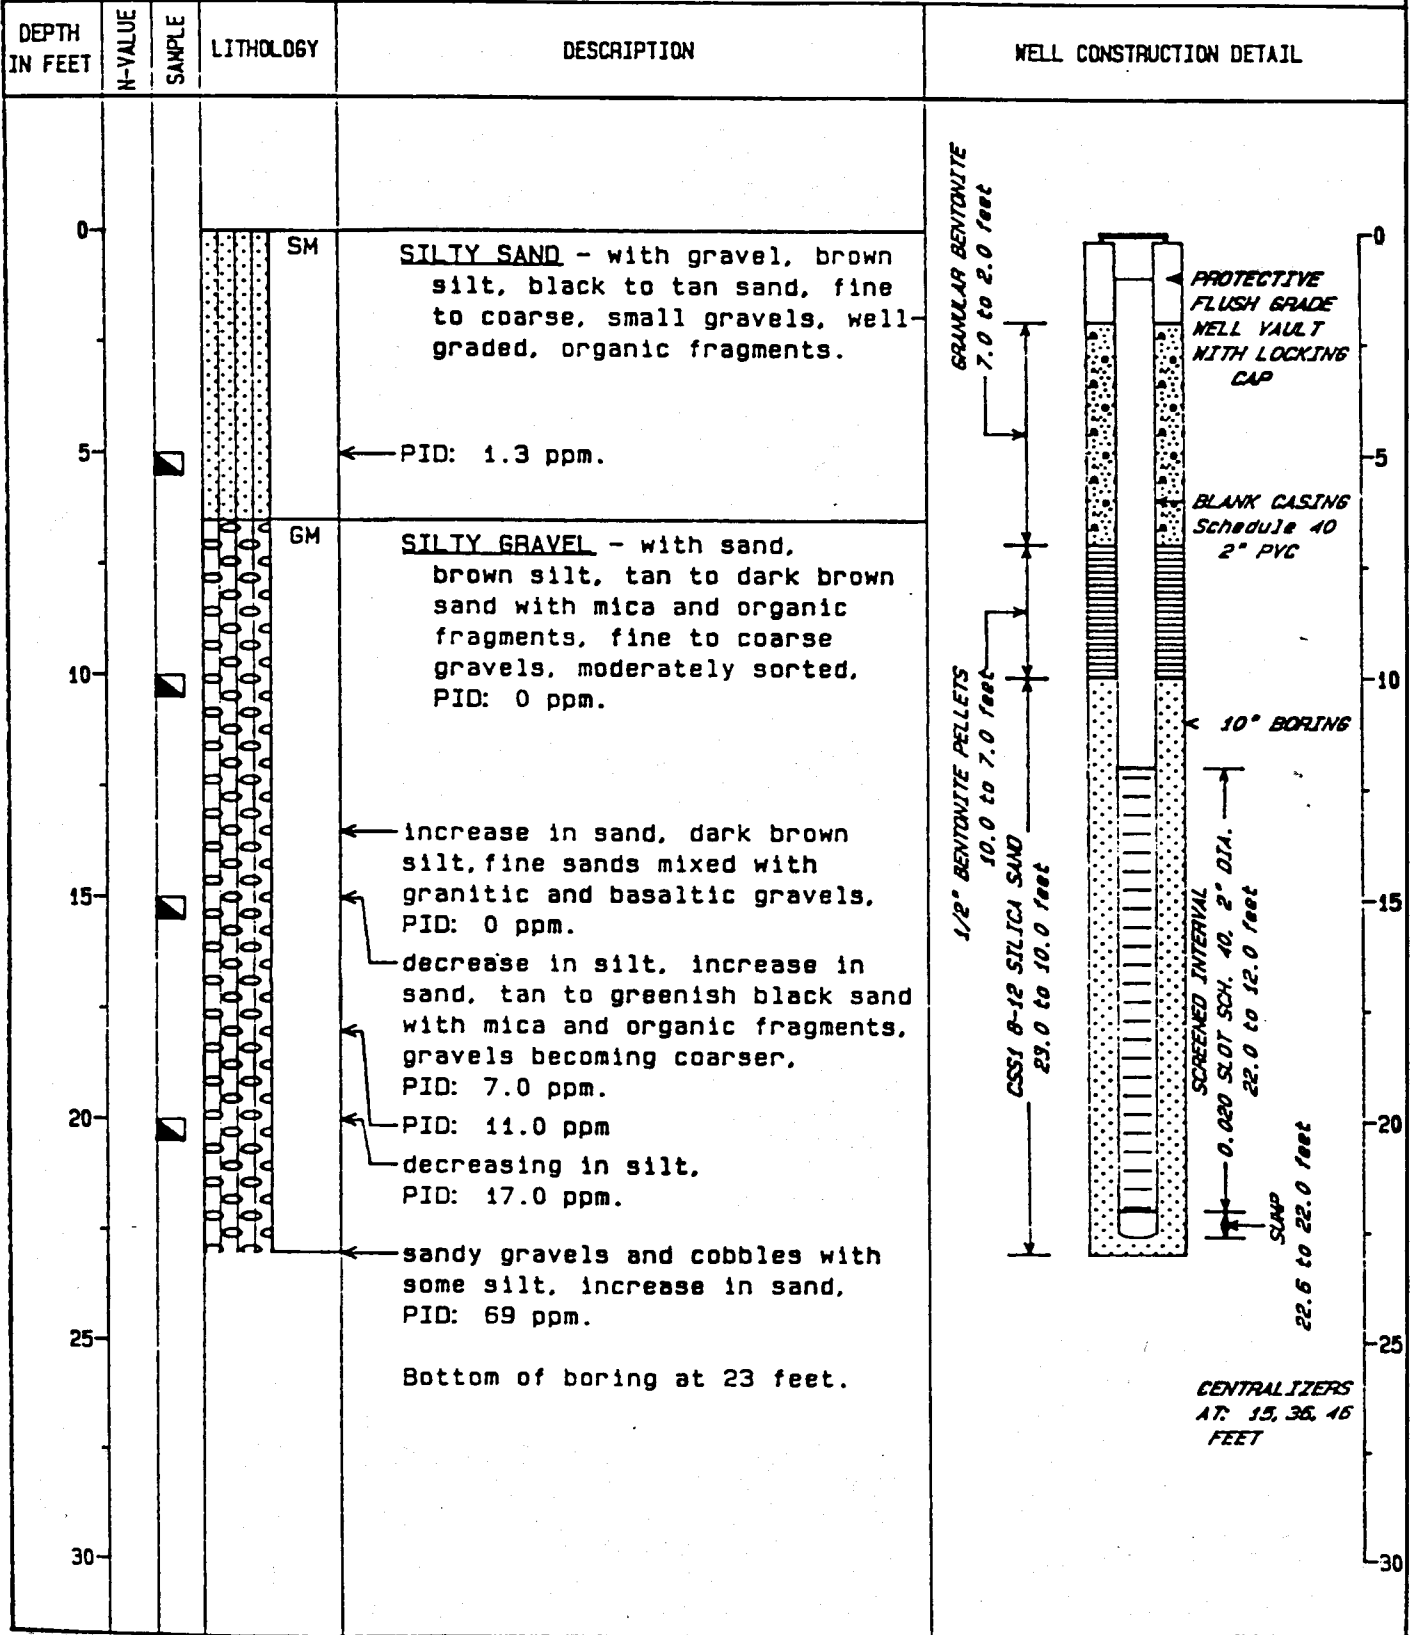 DEPTH
IN FEET
N-VALUE
SAMPLE
LITHOLOGY
DESCRIPTION
WELL CONSTRUCTION DETAIL
0
5
10
15
20
25
30
SM
SILTY SAND - with gravel, brown
silt, black to tan sand, fine
to coarse, small gravels, well-
graded, organic fragments.
PID: 1.3 ppm.
GM
SILTY GRAVEL - with sand,
brown silt, tan to dark brown
sand with mica and organic
fragments, fine to coarse
gravels, moderately sorted,
PID: 0 ppm.
increase in sand, dark brown
silt, fine sands mixed with
granitic and basaltic gravels,
PID: 0 ppm.
decrease in silt, increase in
sand, tan to greenish black sand
with mica and organic fragments,
gravels becoming coarser,
PID: 7.0 ppm.
PID: 11.0 ppm
decreasing in silt,
PID: 17.0 ppm.
sandy gravels and cobbles with
some silt, increase in sand,
PID: 69 ppm.
Bottom of boring at 23 feet.
GRANULAR BENTONITE
7.0 to 2.0 feet
1/2" BENTONITE PELLETS
10.0 to 7.0 feet
CSSI 8-12 SILICA SAND
23.0 to 10.0 feet
PROTECTIVE
FLUSH GRADE
WELL VAULT
WITH LOCKING
CAP
BLANK CASING
Schedule 40
2" PVC
10" BORING
SCREENED INTERVAL
0.020 SLOT SCH. 40, 2" DIA.
22.0 to 12.0 feet
SUMP
22.6 to 22.0 feet
CENTRALIZERS
AT: 15, 36, 46
FEET
0
5
10
15
20
25
30